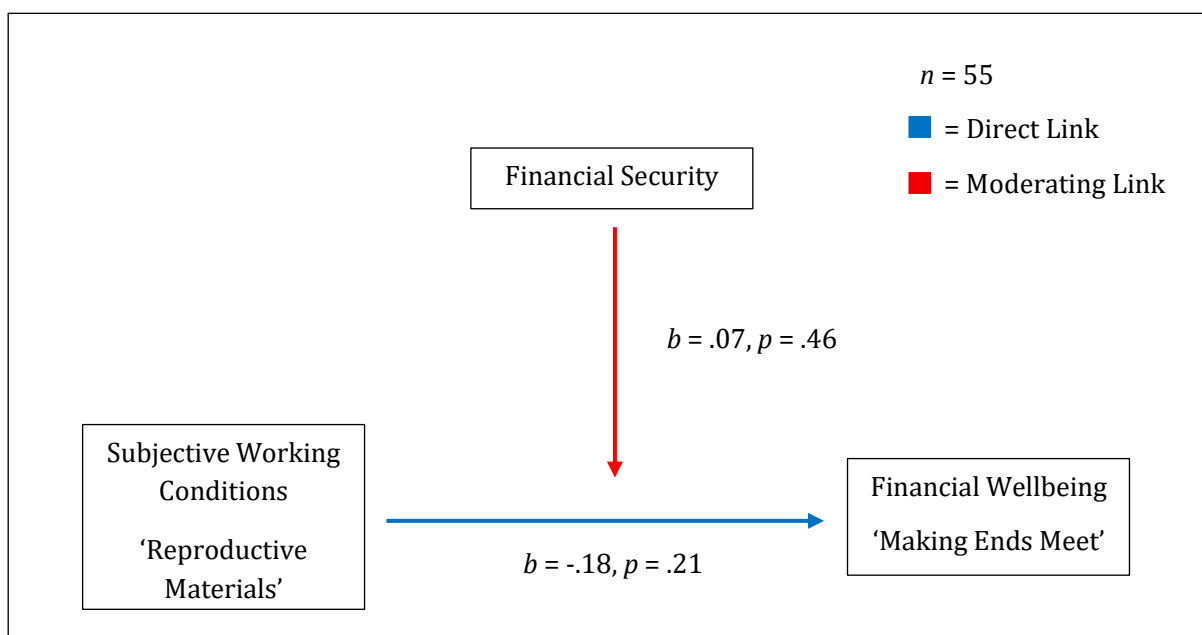 n = 55
= Direct Link
= Moderating Link
Financial Security
b = .07, p = .46
Subjective Working
Conditions
‘Reproductive
Materials’
b = -.18, p = .21
Financial Wellbeing
‘Making Ends Meet’